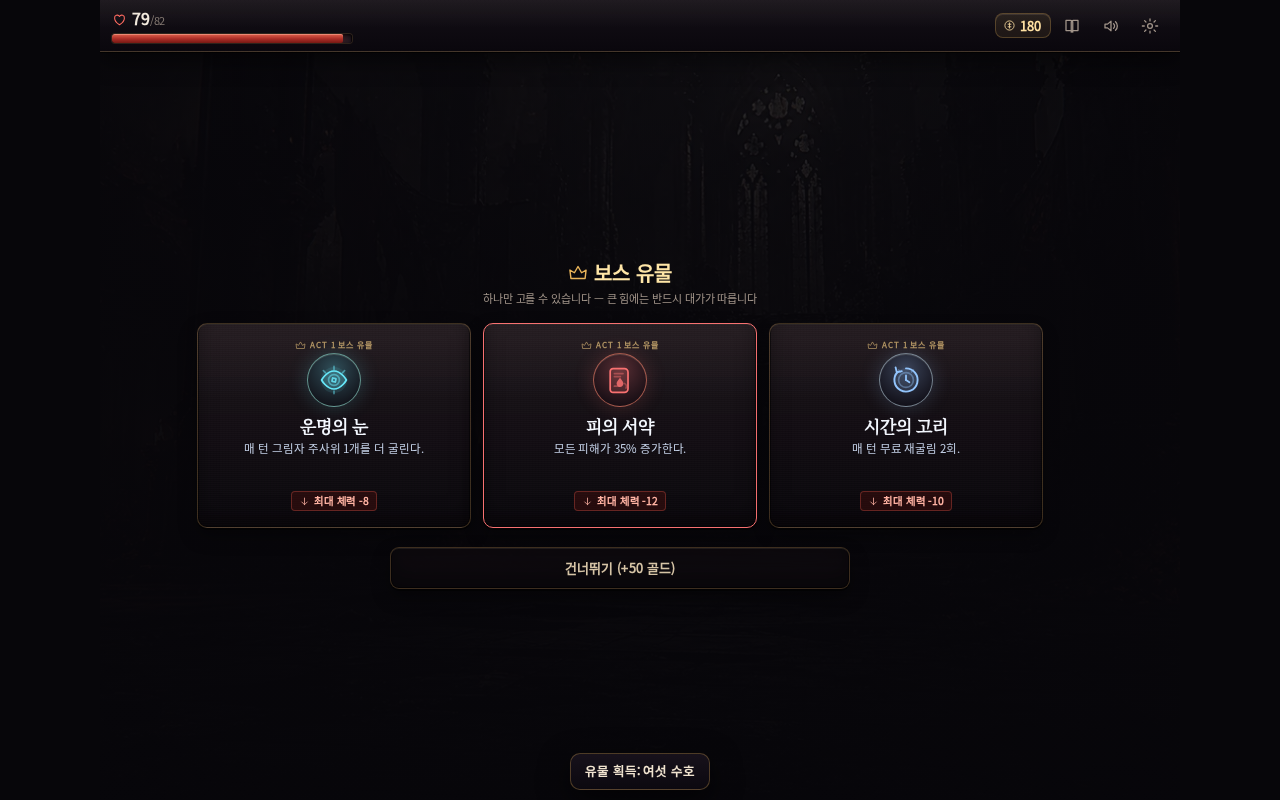 79/82
180
보스 유물
하나만 고를 수 있습니다 — 큰 힘에는 반드시 대가가 따릅니다
ACT 1 보스 유물
운명의 눈
매 턴 그림자 주사위 1개를 더 굴린다.
↓ 최대 체력 -8
ACT 1 보스 유물
피의 서약
모든 피해가 35% 증가한다.
↓ 최대 체력 -12
ACT 1 보스 유물
시간의 고리
매 턴 무료 재굴림 2회.
↓ 최대 체력 -10
건너뛰기 (+50 골드)
유물 획득: 여섯 수호